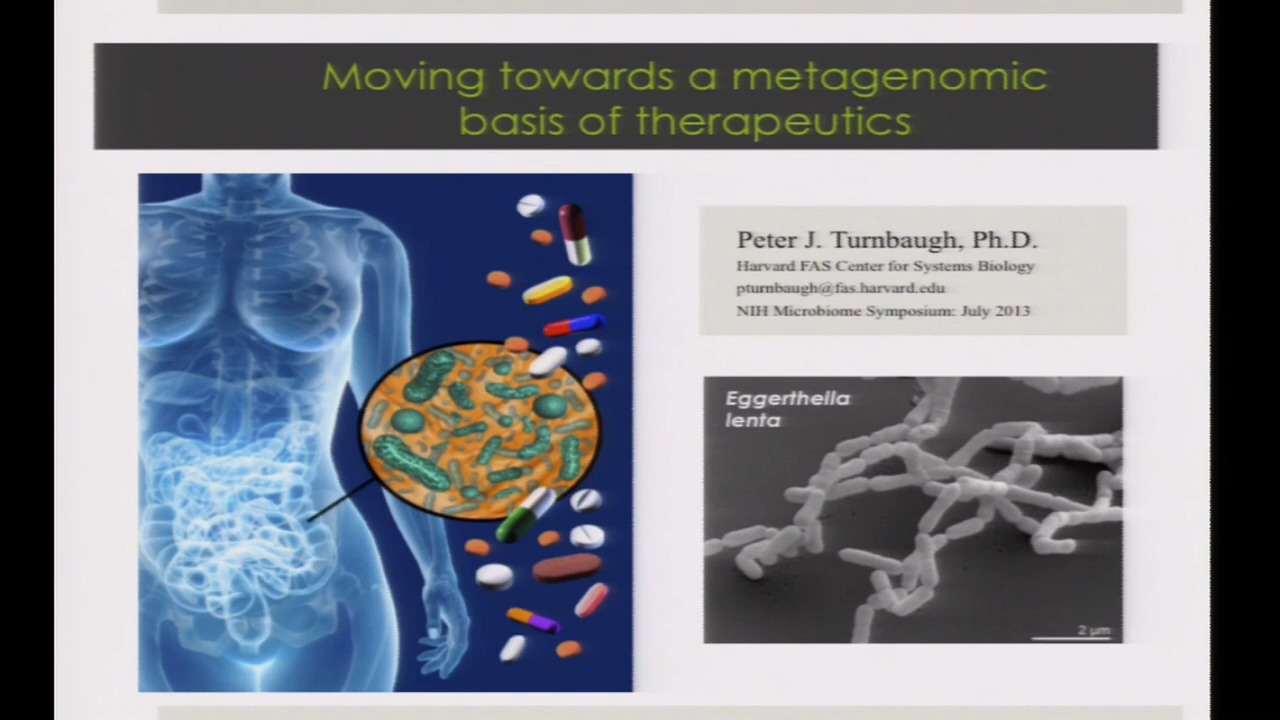 Moving towards a metagenomic
basis of therapeutics
Peter J. Turnbaugh, Ph.D.
Harvard FAS Center for Systems Biology
pturnbaugh@fas.harvard.edu
NIH Microbiome Symposium: July 2013
Eggerthella
lenta
2 μm